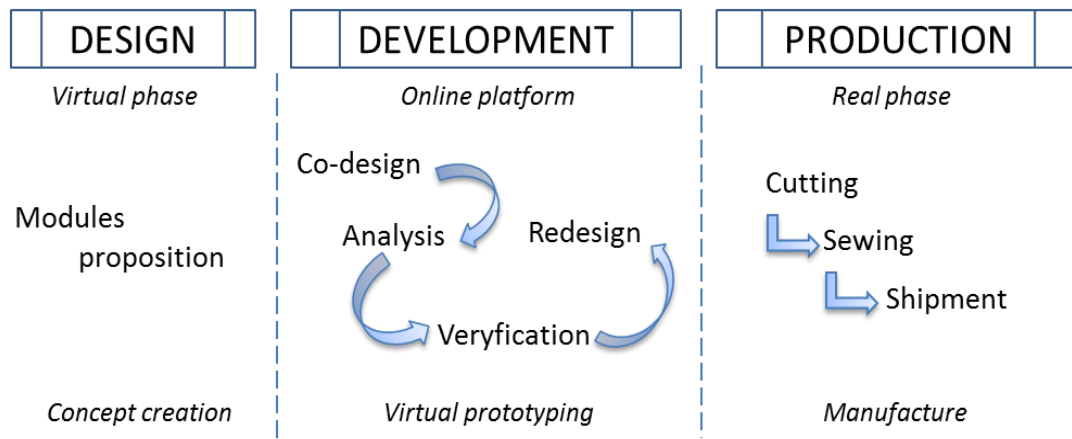 DESIGN
Virtual phase
Modules
proposition
Concept creation
DEVELOPMENT
Online platform
Co-design
Analysis
Redesign
Veryfication
Virtual prototyping
PRODUCTION
Real phase
Cutting
Sewing
Shipment
Manufacture